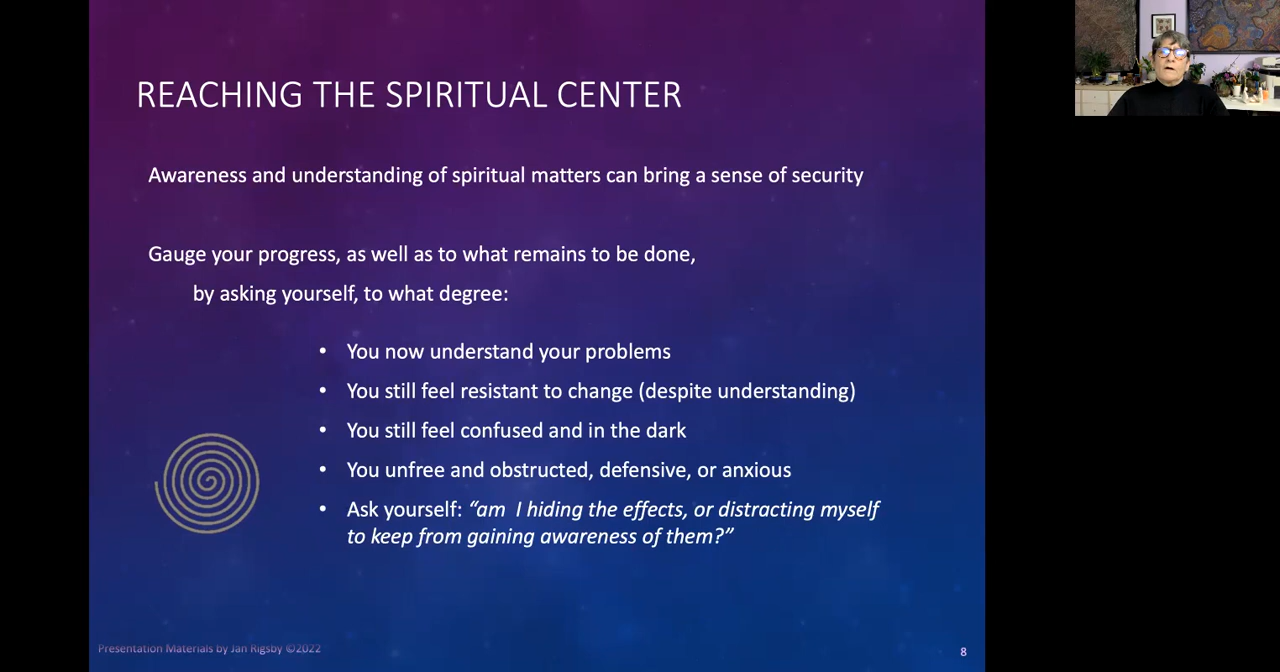 REACHING THE SPIRITUAL CENTER
Awareness and understanding of spiritual matters can bring a sense of security
Gauge your progress, as well as to what remains to be done,
by asking yourself, to what degree:
• You now understand your problems
• You still feel resistant to change (despite understanding)
• You still feel confused and in the dark
• You unfree and obstructed, defensive, or anxious
• Ask yourself: “am I hiding the effects, or distracting myself
to keep from gaining awareness of them?”
Presentation Materials by Jan Rigsby ©2022
8